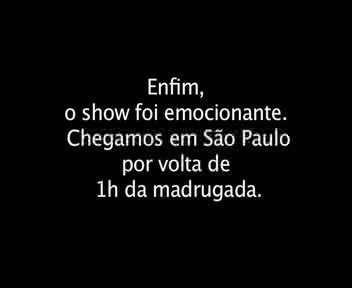 Enfim,
o show foi emocionante.
Chegamos em São Paulo
por volta de
1h da madrugada.